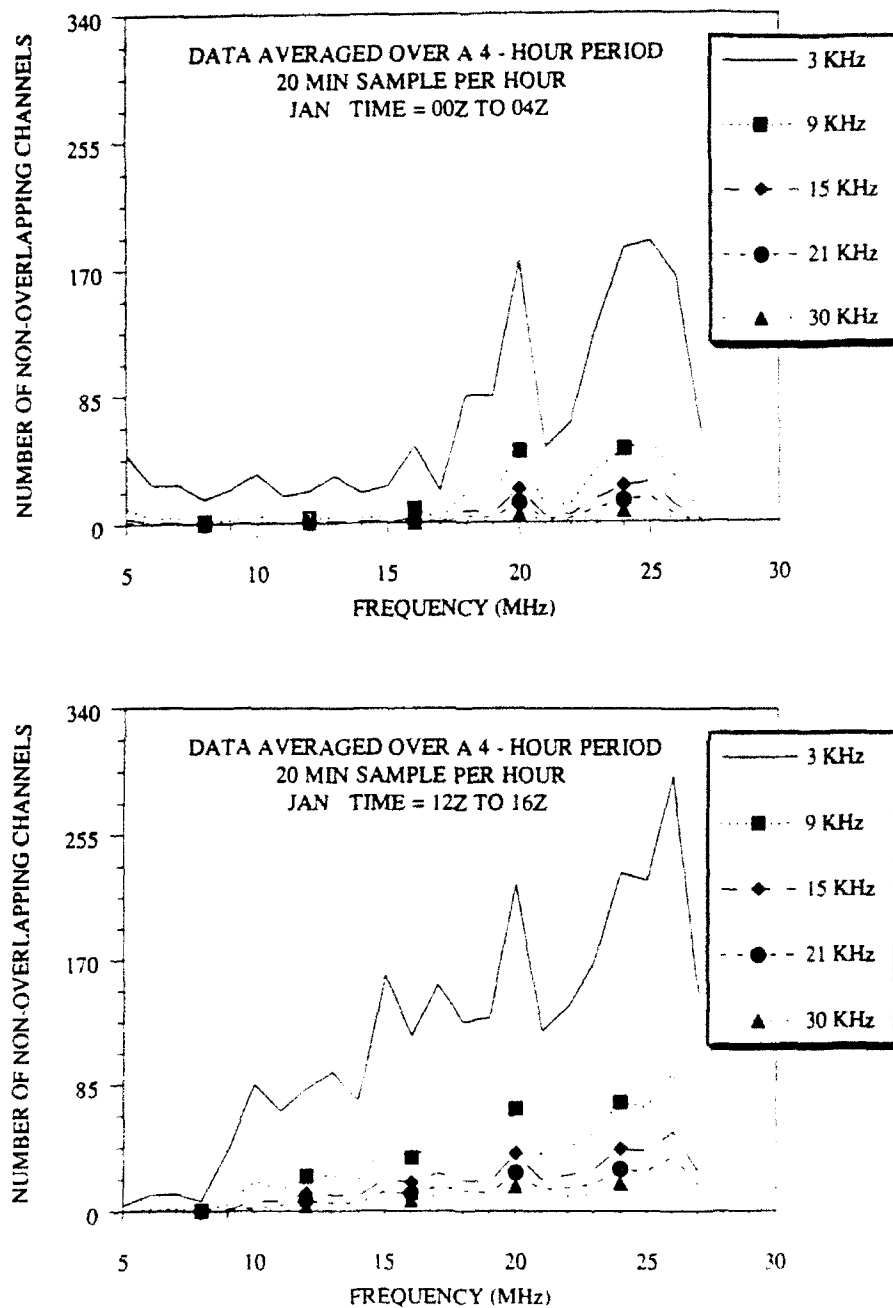 NUMBER OF NON-OVERLAPPING CHANNELS
340
255
170
85
0
DATA AVERAGED OVER A 4 - HOUR PERIOD
20 MIN SAMPLE PER HOUR
JAN TIME = 00Z TO 04Z
3 KHz
9 KHz
15 KHz
21 KHz
30 KHz
5 10 15 20 25 30
FREQUENCY (MHz)
NUMBER OF NON-OVERLAPPING CHANNELS
340
255
170
85
0
DATA AVERAGED OVER A 4 - HOUR PERIOD
20 MIN SAMPLE PER HOUR
JAN TIME = 12Z TO 16Z
3 KHz
9 KHz
15 KHz
21 KHz
30 KHz
5 10 15 20 25 30
FREQUENCY (MHz)